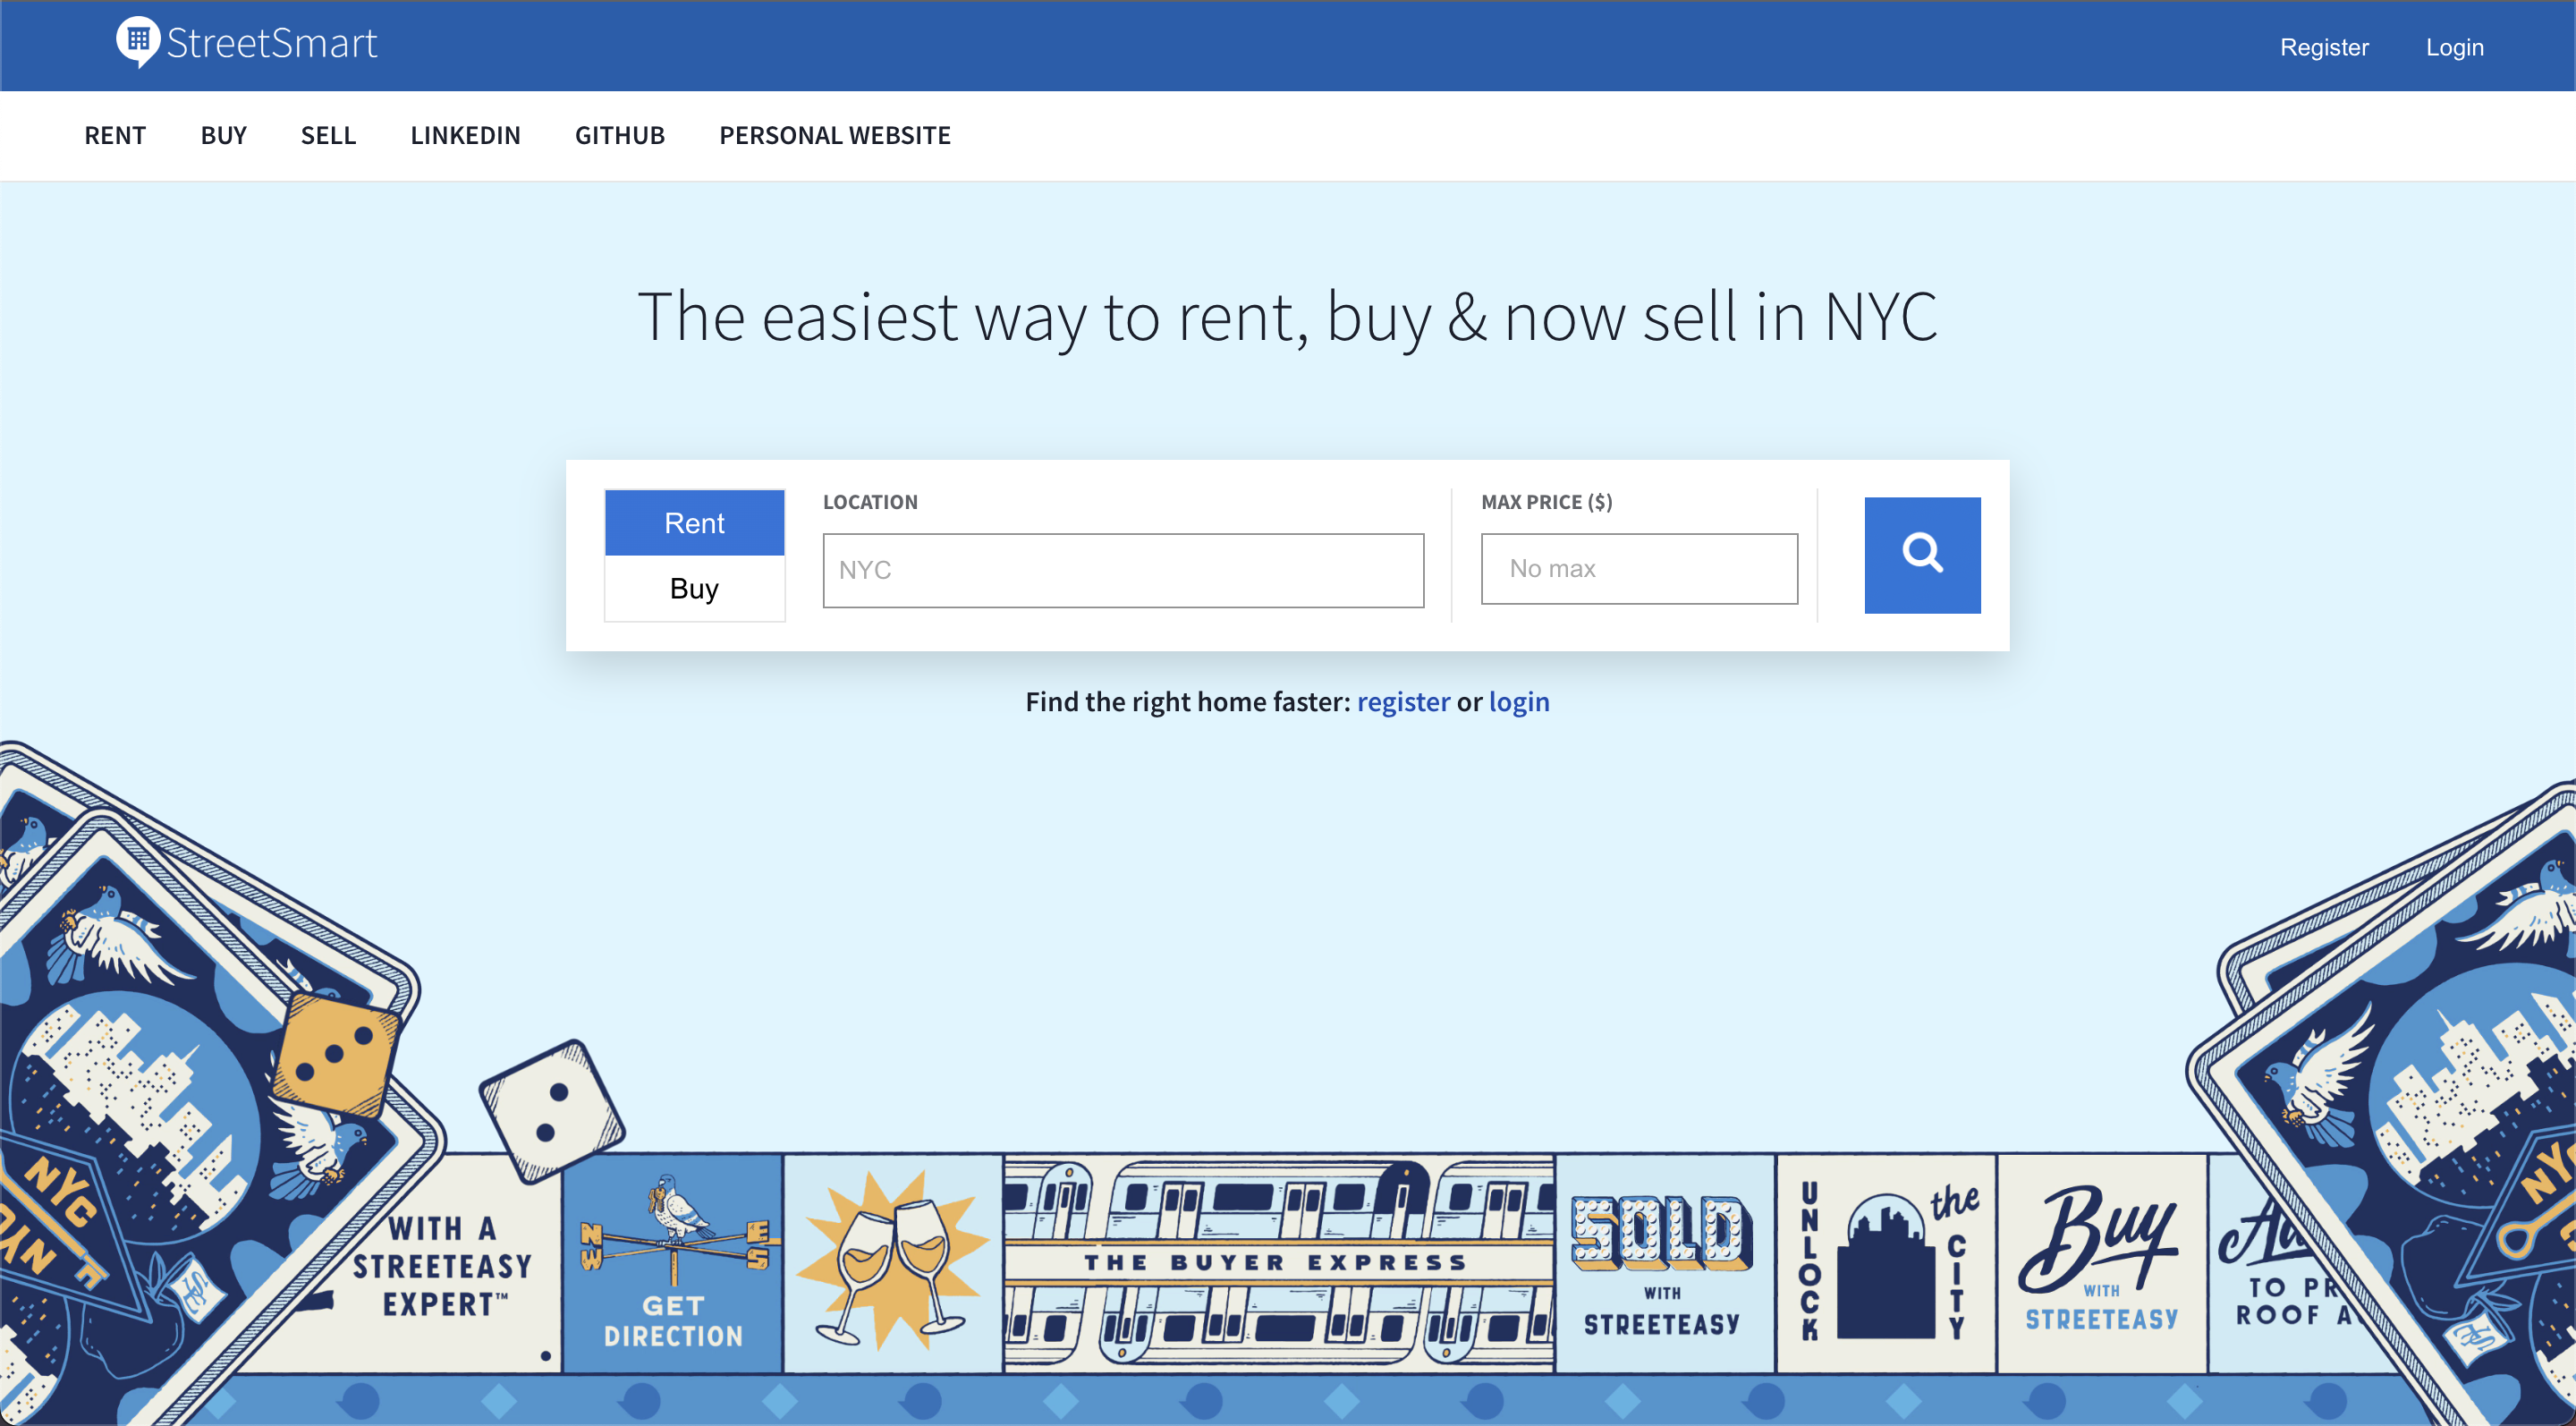 StreetSmart
Register
Login
RENT
BUY
SELL
LINKEDIN
GITHUB
PERSONAL WEBSITE
The easiest way to rent, buy & now sell in NYC
Rent
Buy
LOCATION
NYC
MAX PRICE ($)
No max
Find the right home faster: register or login
NYC
NYC
WITH A
STREETEASY
EXPERT™
N
W
E
S
GET
DIRECTION
THE BUYER EXPRESS
SOLD
WITH
STREETEASY
UNLOCK
the
CITY
Buy
WITH
STREETEASY
TO PR
ROOF A
NYC